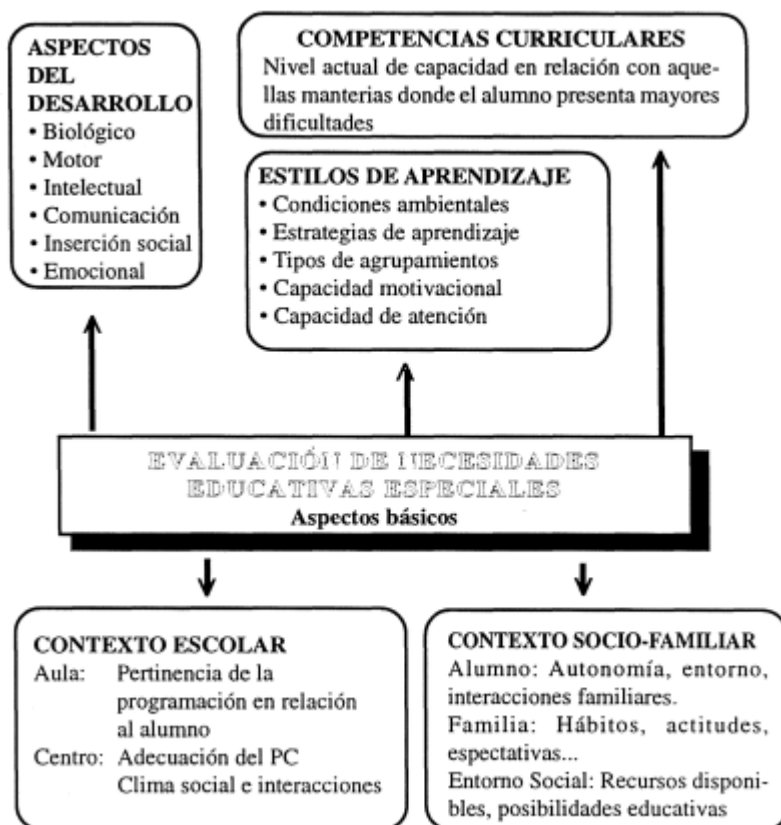 ASPECTOS
DEL
DESARROLLO
• Biológico
• Motor
• Intelectual
• Comunicación
• Inserción social
• Emocional
COMPETENCIAS CURRICULARES
Nivel actual de capacidad en relación con aque-
llas manterias donde el alumno presenta mayores
dificultades
ESTILOS DE APRENDIZAJE
• Condiciones ambientales
• Estrategias de aprendizaje
• Tipos de agrupamientos
• Capacidad motivacional
• Capacidad de atención
EVALUACIÓN DE NECESIDADES
EDUCATIVAS ESPECIALES
Aspectos básicos
CONTEXTO ESCOLAR
Aula: Pertinencia de la
programación en relación
al alumno
Centro: Adecuación del PC
Clima social e interacciones
CONTEXTO SOCIO-FAMILIAR
Alumno: Autonomía, entorno,
interacciones familiares.
Familia: Hábitos, actitudes,
espectativas...
Entorno Social: Recursos disponi-
bles, posibilidades educativas